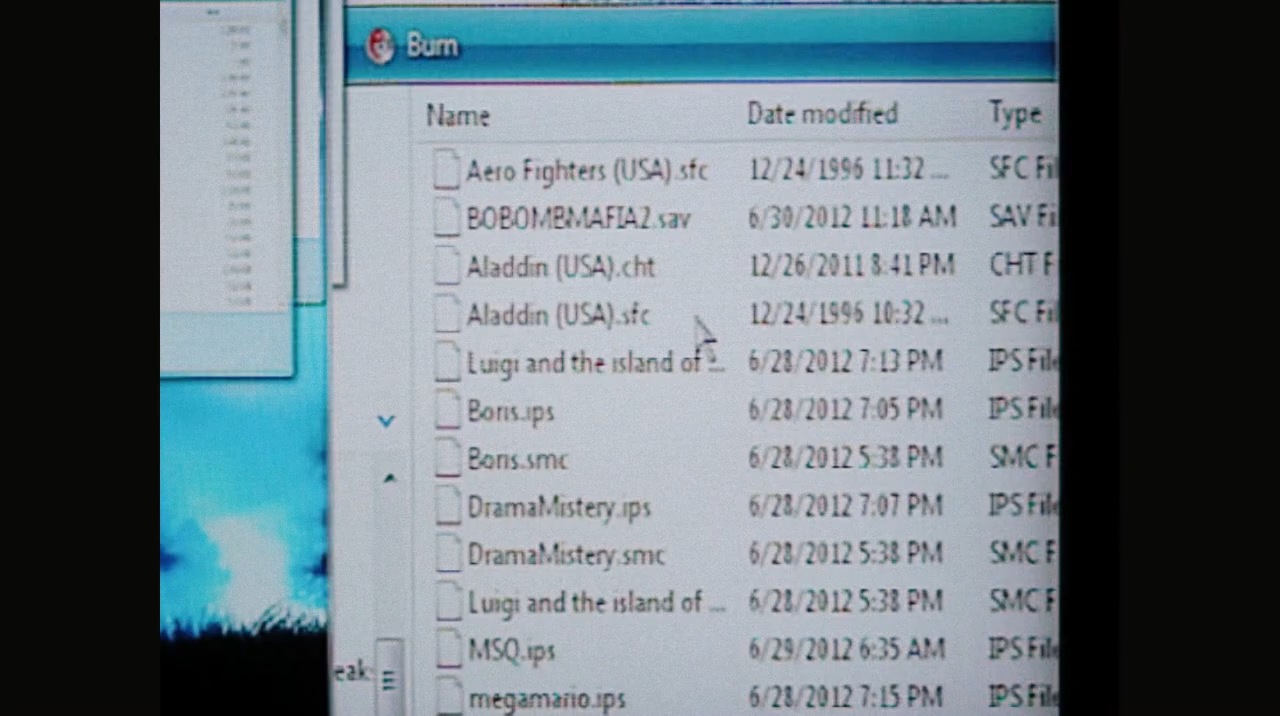 Burn
Name Date modified Type
Aero Fighters (USA).sfc 12/24/1996 11:32 ... SFC Fil
BOBOMBMAFIA2.sav 6/30/2012 11:18 AM SAV Fi
Aladdin (USA).cht 12/26/2011 8:41 PM CHT F
Aladdin (USA).sfc 12/24/1996 10:32 ... SFC Fil
Luigi and the island of ... 6/28/2012 7:13 PM IPS File
Boris.ips 6/28/2012 7:05 PM IPS File
Boris.smc 6/28/2012 5:38 PM SMC F
DramaMistery.ips 6/28/2012 7:07 PM IPS File
DramaMistery.smc 6/28/2012 5:38 PM SMC F
Luigi and the island of ... 6/28/2012 5:38 PM SMC F
MSQ.ips 6/29/2012 6:35 AM IPS File
eak
megamario.ips 6/28/2012 7:15 PM IPS File